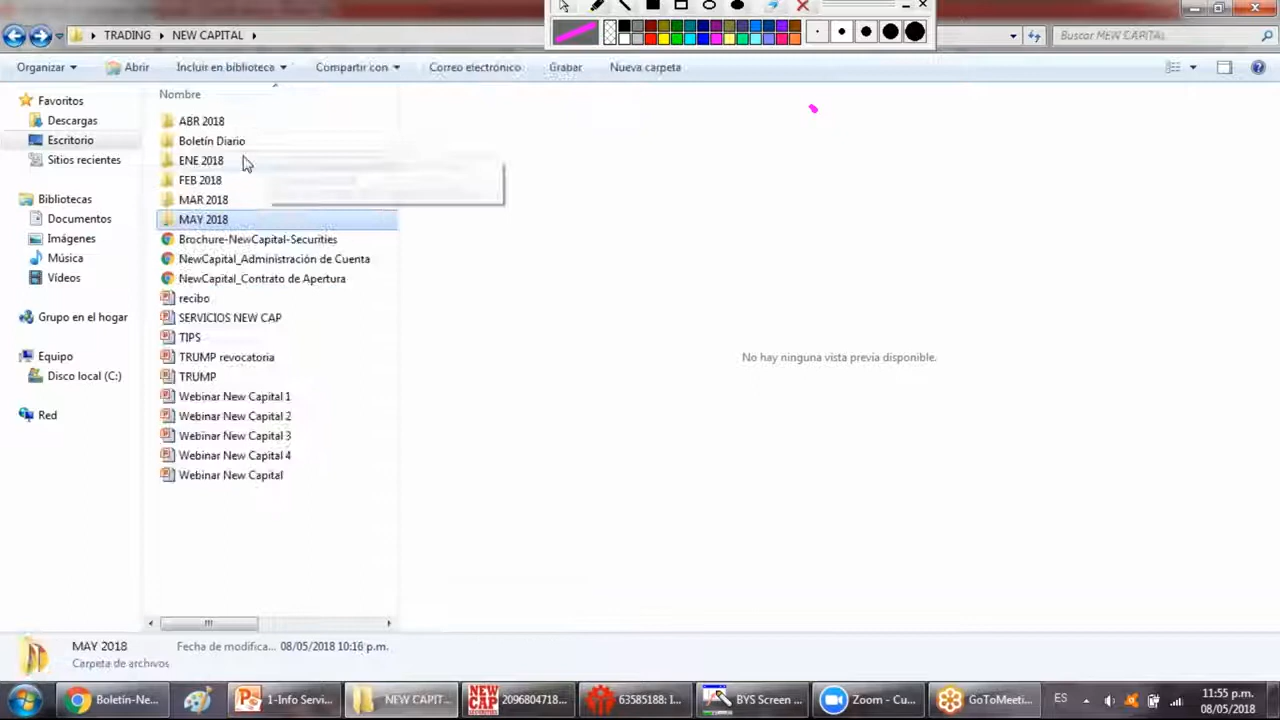 TRADING ▸ NEW CAPITAL ▸
Buscar NEW CAPITAL
Organizar
Abrir
Incluir en biblioteca
Compartir con
Correo electrónico
Grabar
Nueva carpeta
Favoritos
Descargas
Escritorio
Sitios recientes
Bibliotecas
Documentos
Imágenes
Música
Vídeos
Grupo en el hogar
Equipo
Disco local (C:)
Red
Nombre
ABR 2018
Boletín Diario
ENE 2018
FEB 2018
MAR 2018
MAY 2018
Brochure-NewCapital-Securities
NewCapital_Administración de Cuenta
NewCapital_Contrato de Apertura
recibo
SERVICIOS NEW CAP
TIPS
TRUMP revocatoria
TRUMP
Webinar New Capital 1
Webinar New Capital 2
Webinar New Capital 3
Webinar New Capital 4
Webinar New Capital
No hay ninguna vista previa disponible.
MAY 2018
Fecha de modifica... 08/05/2018 10:16 p.m.
Carpeta de archivos
Boletín-Ne...
1-Info Servi...
NEW CAPIT...
NEW CAP SECURITIES
2096804718...
63585188: I...
BYS Screen ...
Zoom - Cu...
GoToMeeti...
ES
11:55 p.m.
08/05/2018